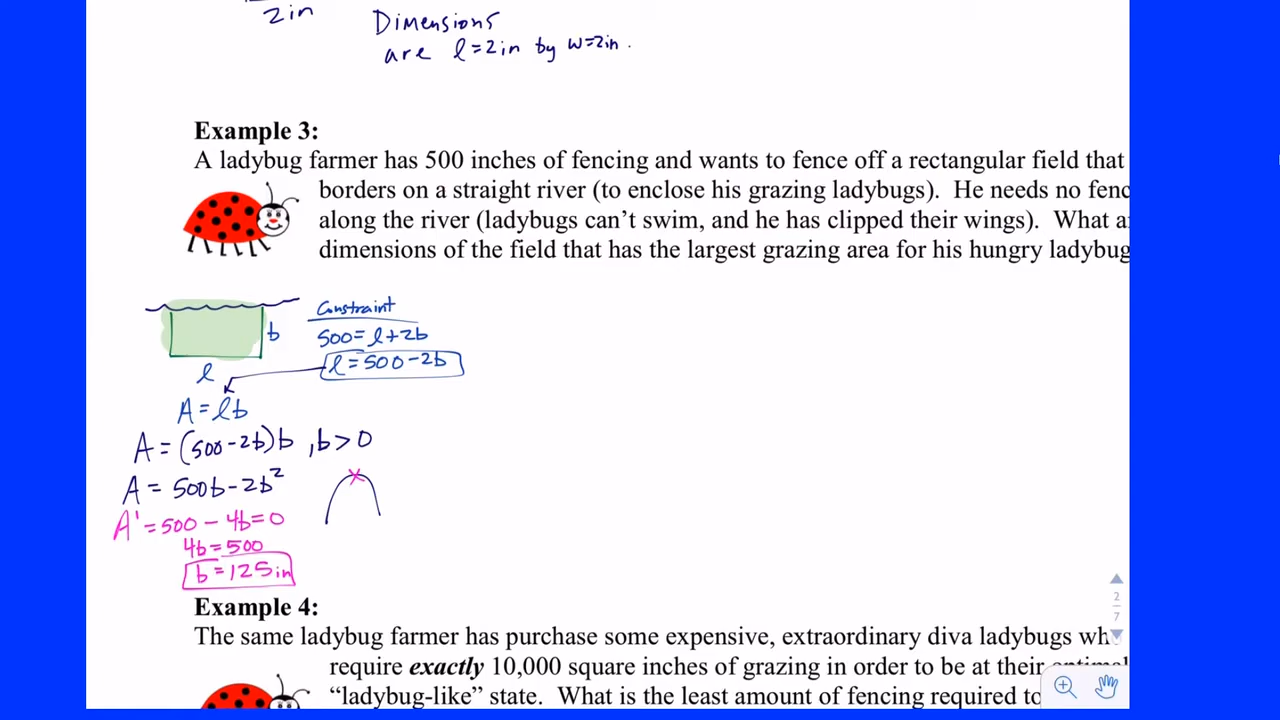 2in
Dimensions
are l=2in by w=2in.
Example 3:
A ladybug farmer has 500 inches of fencing and wants to fence off a rectangular field that
borders on a straight river (to enclose his grazing ladybugs). He needs no fenc
along the river (ladybugs can't swim, and he has clipped their wings). What a
dimensions of the field that has the largest grazing area for his hungry ladybug
Constraint
b
500=l+2b
l=500-2b
l
A=lb
A=(500-2b)b, b>0
A=500b-2b²
A'=500-4b=0
4b=500
b=125in
Example 4:
The same ladybug farmer has purchase some expensive, extraordinary diva ladybugs who
require exactly 10,000 square inches of grazing in order to be at their optimal
"ladybug-like" state. What is the least amount of fencing required to
2
7